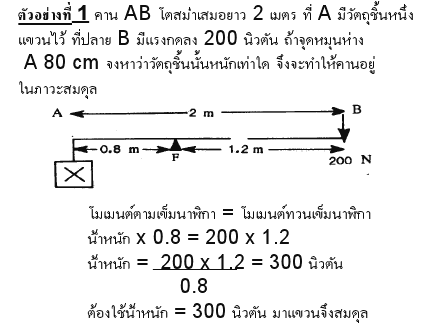 ตัวอย่างที่ 1 คาน AB โตสม่ำเสมอยาว 2 เมตร ที่ A มีวัตถุชิ้นหนึ่ง
แขวนไว้ ที่ปลาย B มีแรงกดลง 200 นิวตัน ถ้าจุดหมุนห่าง
A 80 cm จงหาว่าวัตถุชิ้นนั้นหนักเท่าใด จึงจะทำให้คานอยู่
ในภาวะสมดุล
A 2 m B
0.8 m F 1.2 m
200 N
X
โมเมนต์ตามเข็มนาฬิกา = โมเมนต์ทวนเข็มนาฬิกา
น้ำหนัก x 0.8 = 200 x 1.2
น้ำหนัก = 200 x 1.2 = 300 นิวตัน
0.8
ต้องใช้น้ำหนัก = 300 นิวตัน มาแขวนจึงสมดุล